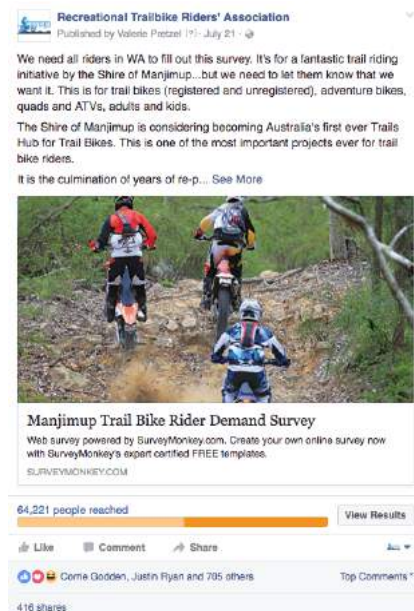 Recreational Trailbike Riders' Association
Published by Valerie Pretzel [?] · July 21 ·
We need all riders in WA to fill out this survey. It's for a fantastic trail riding
initiative by the Shire of Manjimup...but we need to let them know that we
want it. This is for trail bikes (registered and unregistered), adventure bikes,
quads and ATVs, adults and kids.
The Shire of Manjimup is considering becoming Australia's first ever Trails
Hub for Trail Bikes. This is one of the most important projects ever for trail
bike riders.
It is the culmination of years of re-p... See More
Manjimup Trail Bike Rider Demand Survey
Web survey powered by SurveyMonkey.com. Create your own online survey now
with SurveyMonkey's expert certified FREE templates.
SURVEYMONKEY.COM
64,221 people reached
View Results
Like Comment Share
Corrie Godden, Justin Ryan and 705 others
Top Comments
416 shares